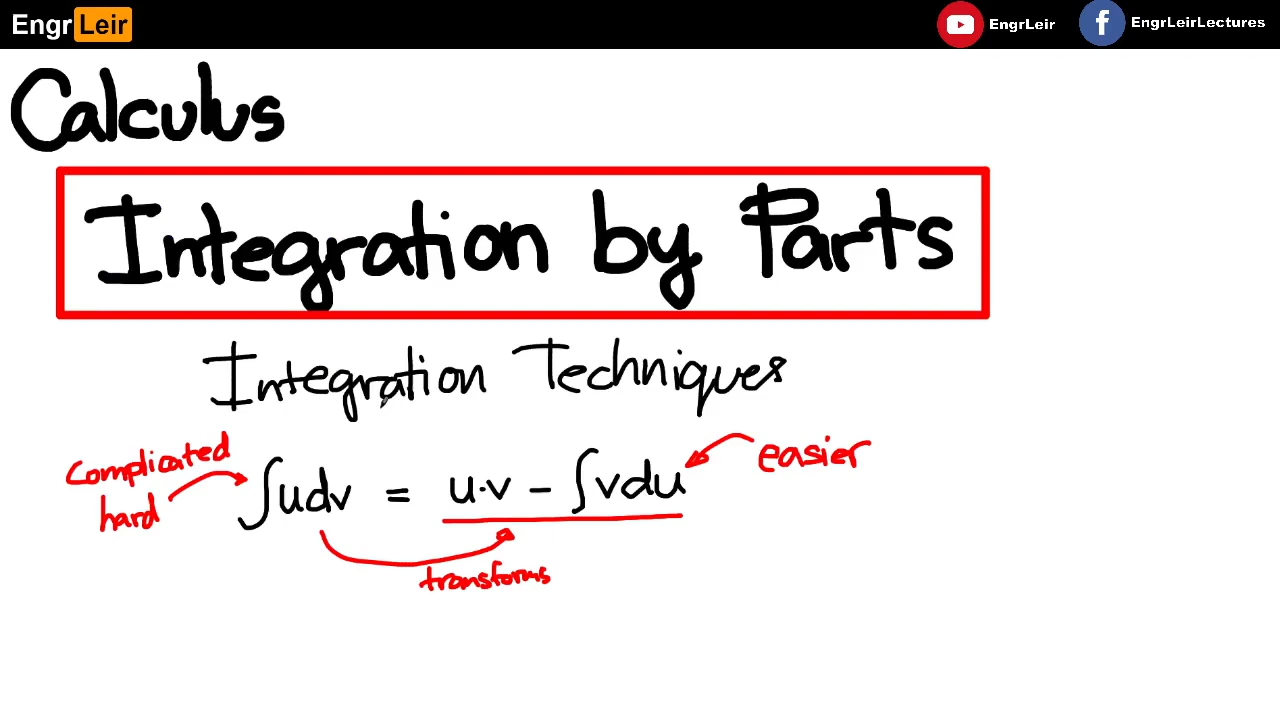 EngrLeir
EngrLeir
EngrLeirLectures
Calculus
Integration by Parts
Integration Techniques
complicated
hard
easier
∫udv = u·v - ∫vdu
transforms